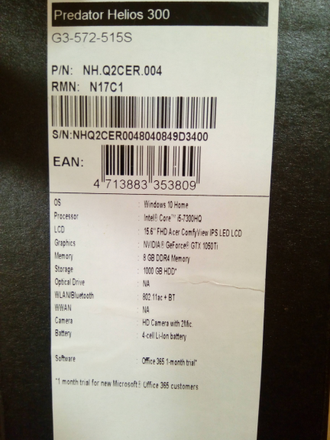 Predator Helios 300
G3-572-515S
P/N: NH.Q2CER.004
RMN: N17C1
S/N:NHQ2CER0048040849D3400
EAN:
4 713883 353809
OS Windows 10 Home
Processor Intel® Core™ i5-7300HQ
LCD 15.6" FHD Acer ComfyView IPS LED LCD
Graphics NVIDIA® GeForce® GTX 1050Ti
Memory 8 GB DDR4 Memory
Storage 1000 GB HDD*
Optical Drive NA
WLAN/Bluetooth 802.11ac + BT
WWAN NA
Camera HD Camera with 2Mic
Battery 4-cell Li-Ion battery
Software Office 365 1-month trial*
*1 month trial for new Microsoft® Office 365 customers